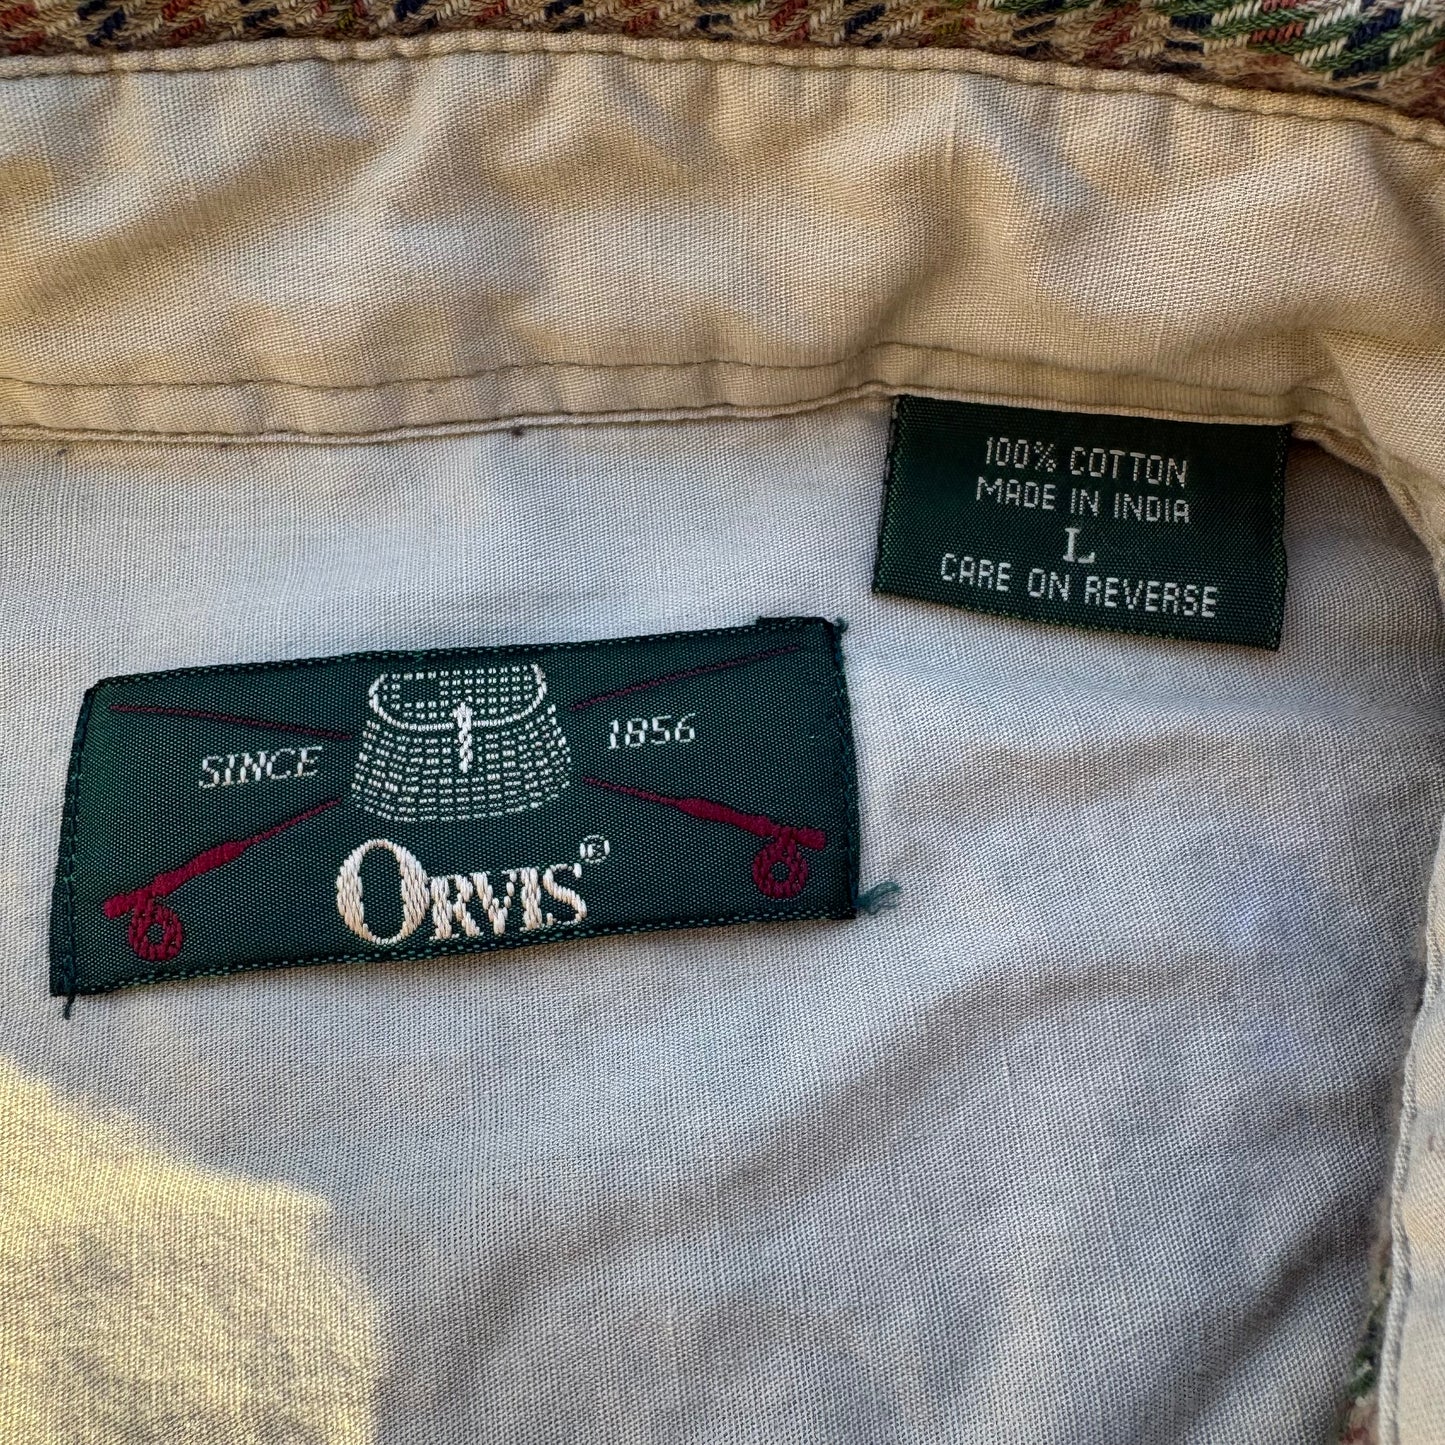 100% COTTON
MADE IN INDIA
L
CARE ON REVERSE
SINCE 1856
ORVIS®